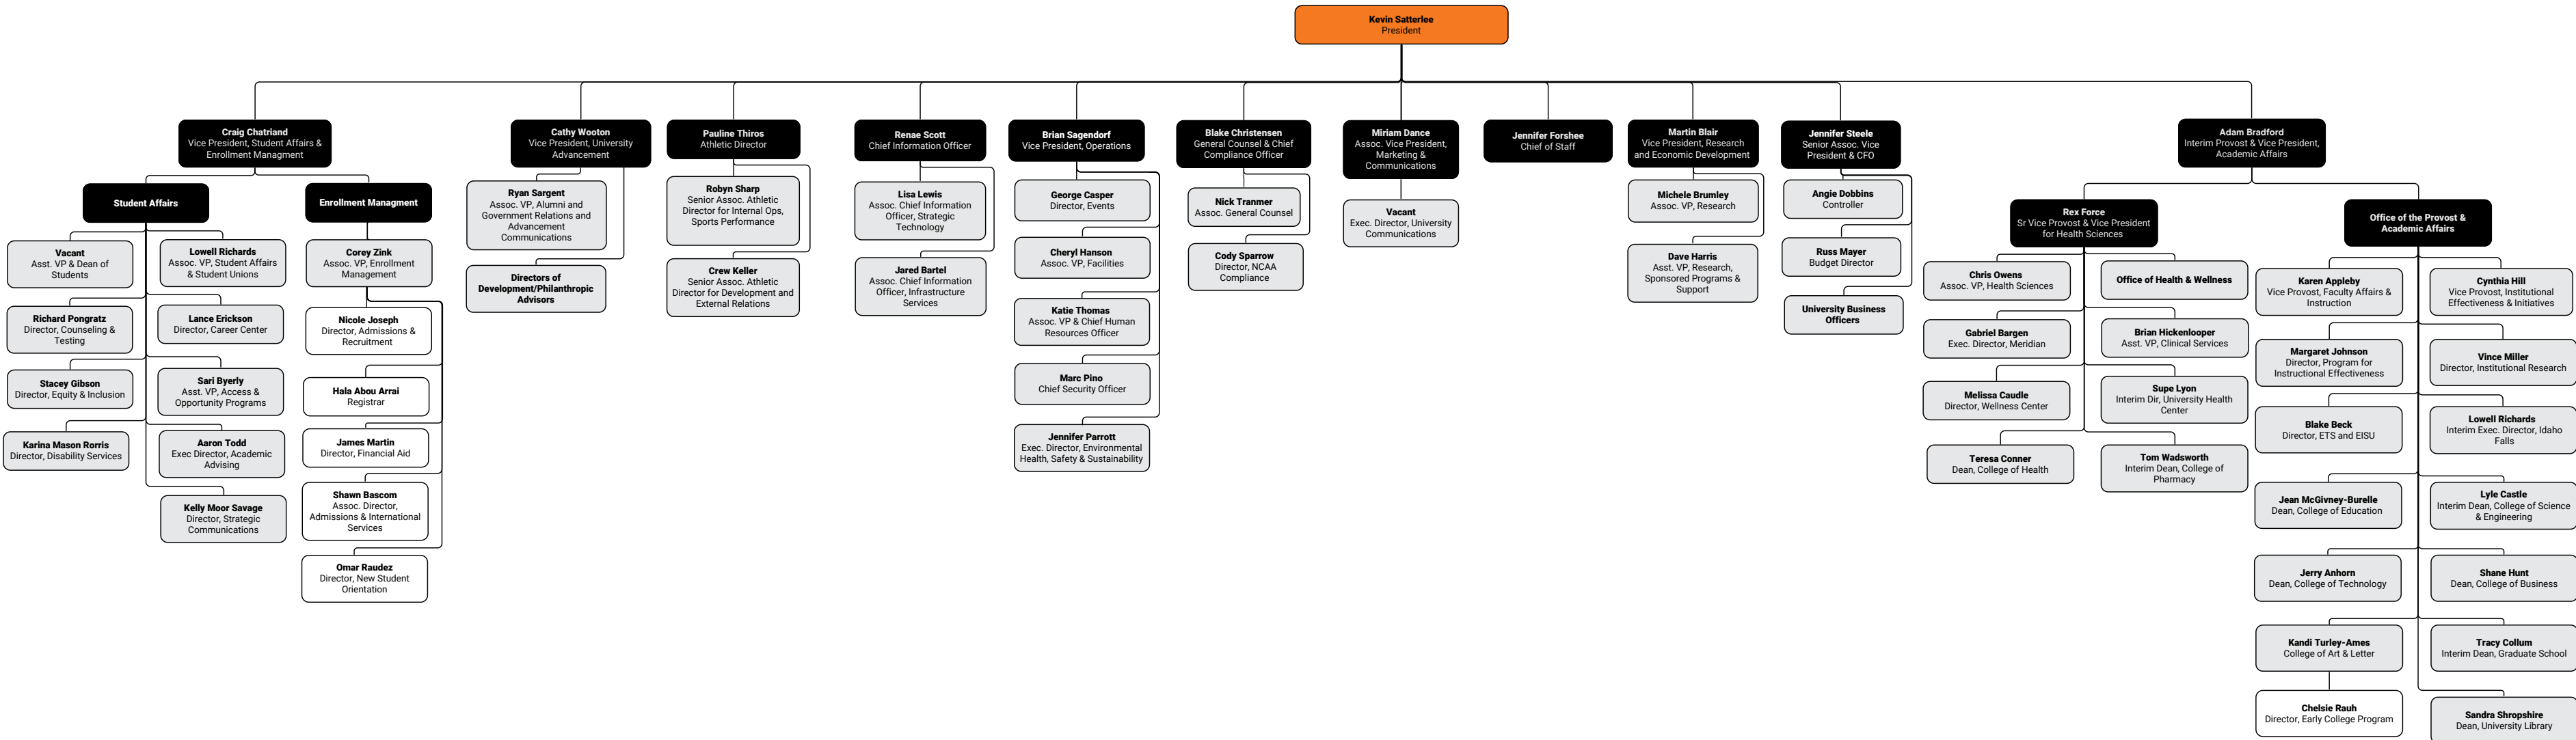 Kevin Satterlee
President
Craig Chatriand
Vice President, Student Affairs &
Enrollment Managment
Cathy Wooton
Vice President, University
Advancement
Pauline Thiros
Athletic Director
Renae Scott
Chief Information Officer
Brian Sagendorf
Vice President, Operations
Blake Christensen
General Counsel & Chief
Compliance Officer
Miriam Dance
Assoc. Vice President,
Marketing &
Communications
Jennifer Forshee
Chief of Staff
Martin Blair
Vice President, Research
and Economic Development
Jennifer Steele
Senior Assoc. Vice
President & CFO
Adam Bradford
Interim Provost & Vice President,
Academic Affairs
Student Affairs
Vacant
Asst. VP & Dean of
Students
Lowell Richards
Assoc. VP, Student Affairs
& Student Unions
Richard Pongratz
Director, Counseling &
Testing
Lance Erickson
Director, Career Center
Stacey Gibson
Director, Equity & Inclusion
Sari Byerly
Asst. VP, Access &
Opportunity Programs
Karina Mason Rorris
Director, Disability Services
Aaron Todd
Exec Director, Academic
Advising
Kelly Moor Savage
Director, Strategic
Communications
Enrollment Managment
Corey Zink
Assoc. VP, Enrollment
Management
Nicole Joseph
Director, Admissions &
Recruitment
Hala Abou Arrai
Registrar
James Martin
Director, Financial Aid
Shawn Bascom
Assoc. Director,
Admissions & International
Services
Omar Raudez
Director, New Student
Orientation
Ryan Sargent
Assoc. VP, Alumni and
Government Relations and
Advancement
Communications
Directors of
Development/Philanthropic
Advisors
Robyn Sharp
Senior Assoc. Athletic
Director for Internal Ops,
Sports Performance
Crew Keller
Senior Assoc. Athletic
Director for Development and
External Relations
Lisa Lewis
Assoc. Chief Information
Officer, Strategic
Technology
Jared Bartel
Assoc. Chief Information
Officer, Infrastructure
Services
George Casper
Director, Events
Cheryl Hanson
Assoc. VP, Facilities
Katie Thomas
Assoc. VP & Chief Human
Resources Officer
Marc Pino
Chief Security Officer
Jennifer Parrott
Exec. Director, Environmental
Health, Safety & Sustainability
Nick Tranmer
Assoc. General Counsel
Cody Sparrow
Director, NCAA
Compliance
Vacant
Exec. Director, University
Communications
Michele Brumley
Assoc. VP, Research
Dave Harris
Asst. VP, Research,
Sponsored Programs &
Support
Angie Dobbins
Controller
Russ Mayer
Budget Director
University Business
Officers
Rex Force
Sr Vice Provost & Vice President
for Health Sciences
Chris Owens
Assoc. VP, Health Sciences
Office of Health & Wellness
Gabriel Bargen
Exec. Director, Meridian
Brian Hickenlooper
Asst. VP, Clinical Services
Melissa Caudle
Director, Wellness Center
Supe Lyon
Interim Dir, University Health
Center
Teresa Conner
Dean, College of Health
Tom Wadsworth
Interim Dean, College of
Pharmacy
Office of the Provost &
Academic Affairs
Karen Appleby
Vice Provost, Faculty Affairs &
Instruction
Cynthia Hill
Vice Provost, Institutional
Effectiveness & Initiatives
Margaret Johnson
Director, Program for
Instructional Effectiveness
Vince Miller
Director, Institutional Research
Blake Beck
Director, ETS and EISU
Lowell Richards
Interim Exec. Director, Idaho
Falls
Jean McGivney-Burelle
Dean, College of Education
Lyle Castle
Interim Dean, College of Science
& Engineering
Jerry Anhorn
Dean, College of Technology
Shane Hunt
Dean, College of Business
Kandi Turley-Ames
College of Art & Letter
Tracy Collum
Interim Dean, Graduate School
Chelsie Rauh
Director, Early College Program
Sandra Shropshire
Dean, University Library